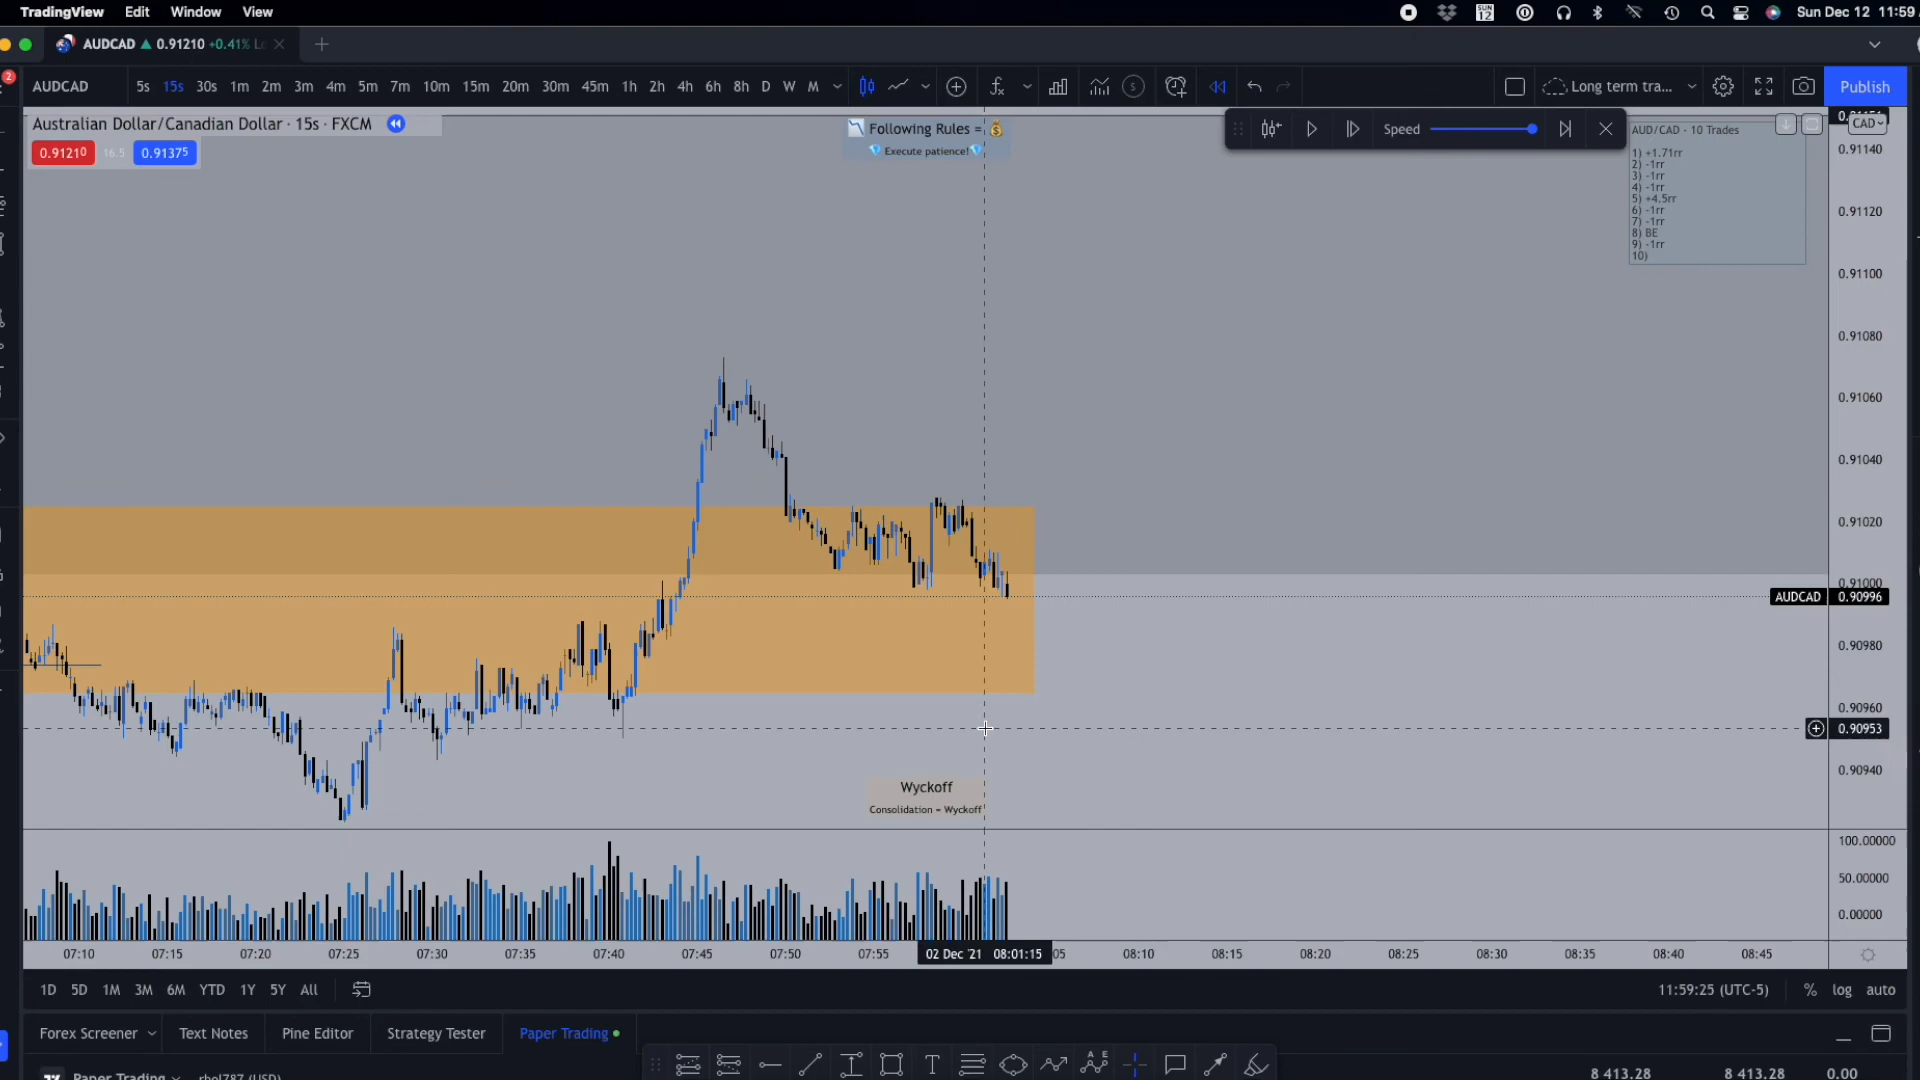 TradingView Edit Window View SUN 12 Sun Dec 12 11:59
AUDCAD 0.91210 +0.41%
2
AUDCAD 5s 15s 30s 1m 2m 3m 4m 5m 7m 10m 15m 20m 30m 45m 1h 2h 4h 6h 8h D W M Long term tra... Publish
Australian Dollar/Canadian Dollar · 15s · FXCM
0.91210 16.5 0.91375
📉 Following Rules = 💰
💎 Execute patience!💎
Speed
AUD/CAD - 10 Trades
1) +1.71rr
2) -1rr
3) -1rr
4) -1rr
5) +4.5rr
6) -1rr
7) -1rr
8) BE
9) -1rr
10)
CAD
0.91140
0.91120
0.91100
0.91080
0.91060
0.91040
0.91020
0.91000
AUDCAD 0.90996
0.90980
0.90960
0.90953
0.90940
Wyckoff
Consolidation = Wyckoff
100.00000
50.00000
0.00000
07:10 07:15 07:20 07:25 07:30 07:35 07:40 07:45 07:50 07:55 02 Dec '21 08:01:15 05 08:10 08:15 08:20 08:25 08:30 08:35 08:40 08:45
1D 5D 1M 3M 6M YTD 1Y 5Y All 11:59:25 (UTC-5) % log auto
Forex Screener Text Notes Pine Editor Strategy Tester Paper Trading
Paper Trading rhol787 (USD) 8 413.28 8 413.28 0.00